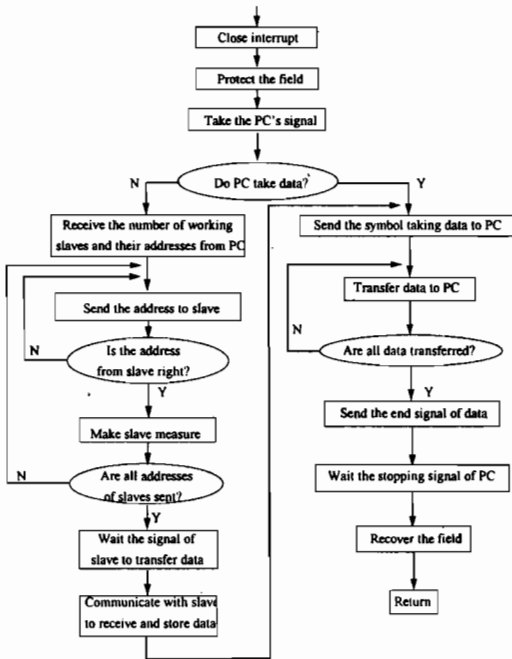 Close interrupt
Protect the field
Take the PC's signal
Do PC take data?
N
Y
Receive the number of working
slaves and their addresses from PC
Send the address to slave
Is the address
from slave right?
N
Y
Make slave measure
Are all addresses
of slaves sent?
N
Y
Wait the signal of
slave to transfer data
Communicate with slave
to receive and store data
Send the symbol taking data to PC
Transfer data to PC
Are all data transferred?
N
Y
Send the end signal of data
Wait the stopping signal of PC
Recover the field
Return